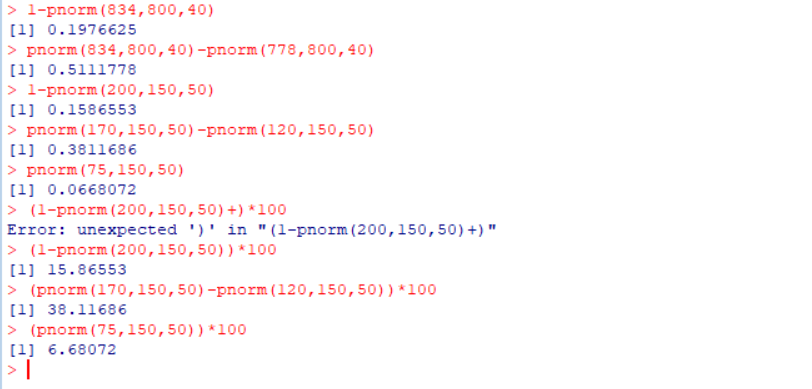 > 1-pnorm(834,800,40)
[1] 0.1976625
> pnorm(834,800,40)-pnorm(778,800,40)
[1] 0.5111778
> 1-pnorm(200,150,50)
[1] 0.1586553
> pnorm(170,150,50)-pnorm(120,150,50)
[1] 0.3811686
> pnorm(75,150,50)
[1] 0.0668072
> (1-pnorm(200,150,50)+)*100
Error: unexpected ')' in "(1-pnorm(200,150,50)+)"
> (1-pnorm(200,150,50))*100
[1] 15.86553
> (pnorm(170,150,50)-pnorm(120,150,50))*100
[1] 38.11686
> (pnorm(75,150,50))*100
[1] 6.68072
>